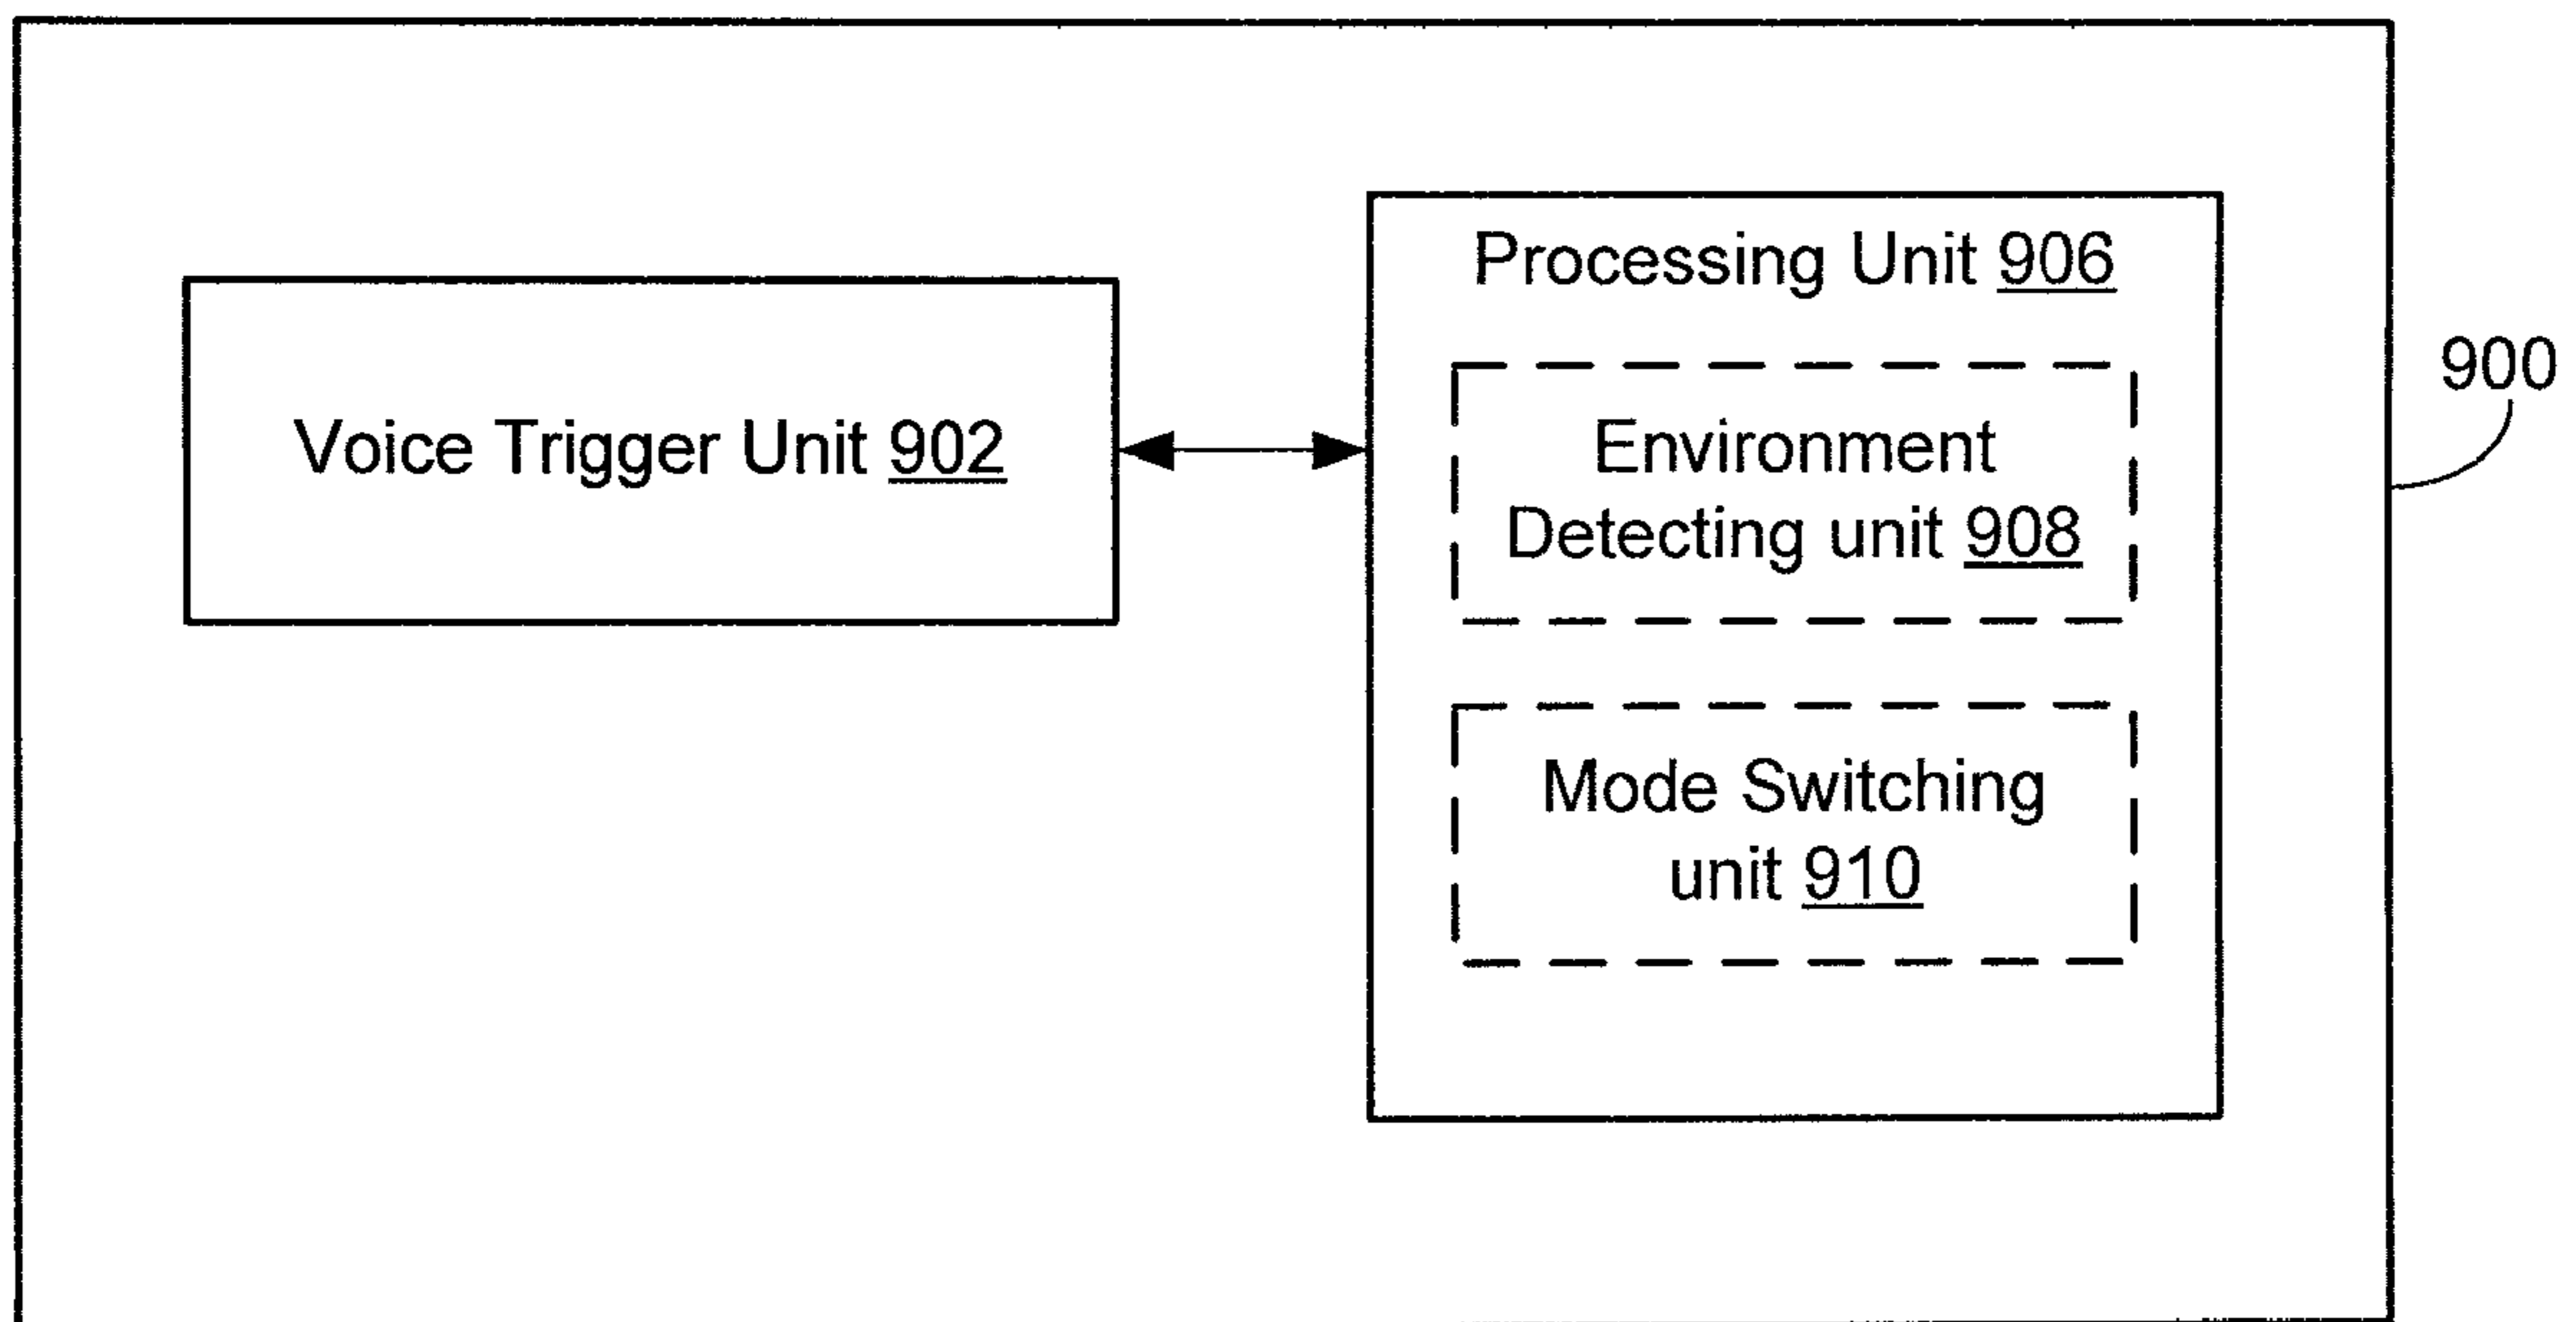 Processing Unit 906
Voice Trigger Unit 902
Environment
Detecting unit 908
Mode Switching
unit 910
900